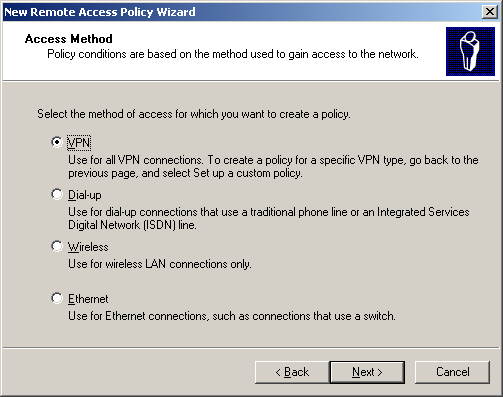 New Remote Access Policy Wizard
Access Method
Policy conditions are based on the method used to gain access to the network.
Select the method of access for which you want to create a policy.
VPN
Use for all VPN connections. To create a policy for a specific VPN type, go back to the
previous page, and select Set up a custom policy.
Dial-up
Use for dial-up connections that use a traditional phone line or an Integrated Services
Digital Network (ISDN) line.
Wireless
Use for wireless LAN connections only.
Ethernet
Use for Ethernet connections, such as connections that use a switch.
< Back Next > Cancel